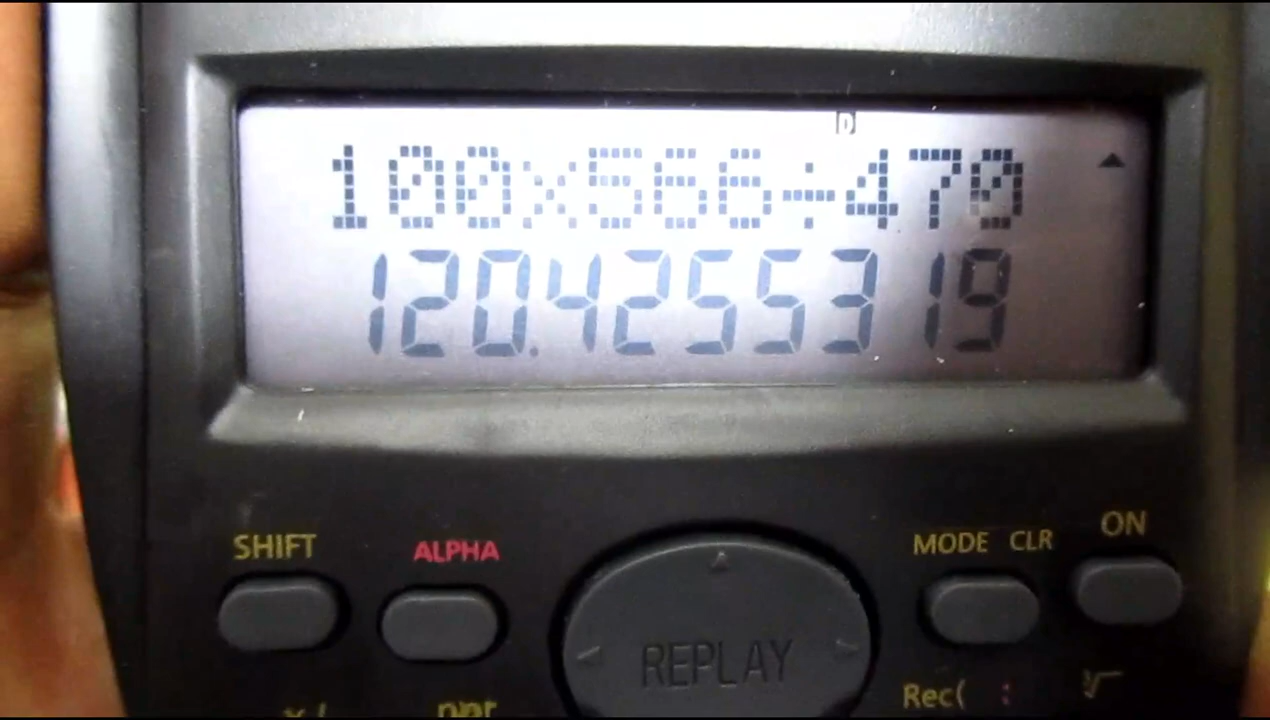 D
100x566÷470
120.4255319
SHIFT ALPHA MODE CLR ON
REPLAY
Rec( :